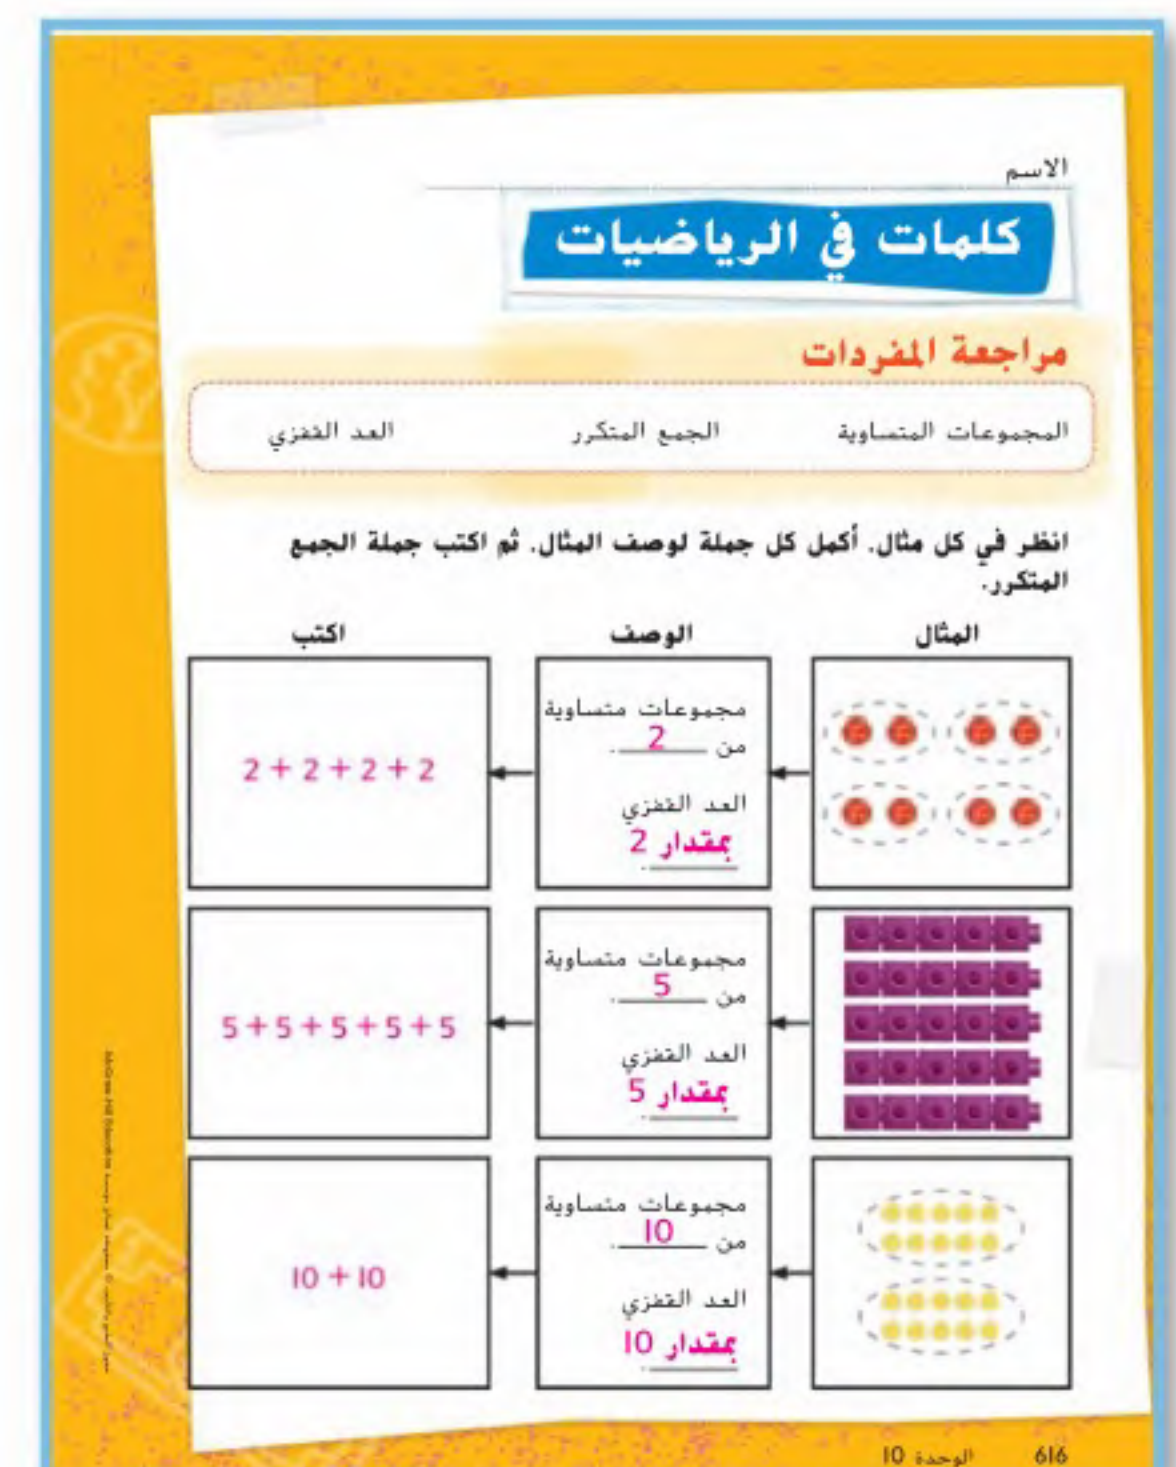 الاسم
كلمات في الرياضيات
مراجعة المفردات
المجموعات المتساوية الجمع المتكرر العد القفزي
انظر في كل مثال. أكمل كل جملة لوصف المثال. ثم اكتب جملة الجمع
المتكرر.
المثال الوصف اكتب
مجموعات متساوية
من 2.
العد القفزي
بمقدار 2.
2 + 2 + 2 + 2
مجموعات متساوية
من 5.
العد القفزي
بمقدار 5.
5 + 5 + 5 + 5 + 5
مجموعات متساوية
من 10.
العد القفزي
بمقدار 10.
10 + 10
616 الوحدة 10
McGraw-Hill Education